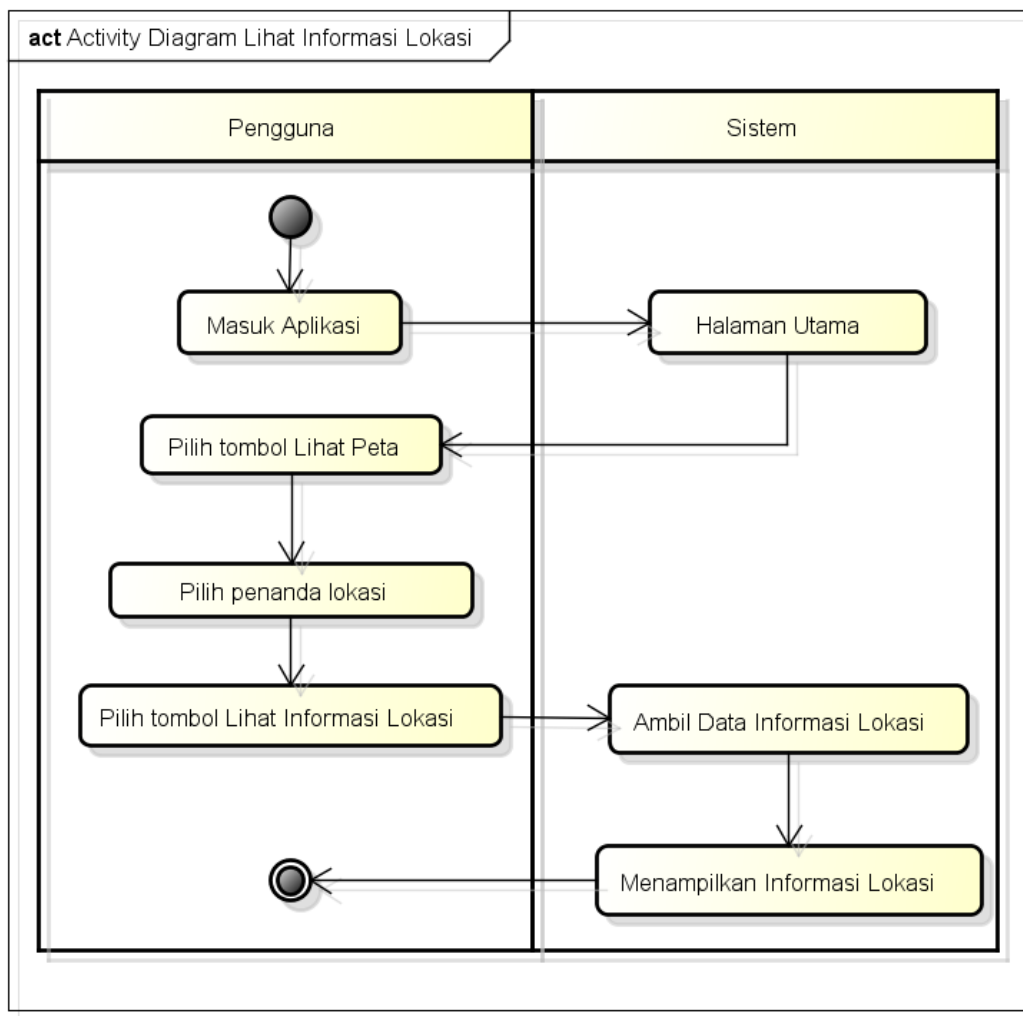 act Activity Diagram Lihat Informasi Lokasi
Pengguna
Sistem
Masuk Aplikasi
Halaman Utama
Pilih tombol Lihat Peta
Pilih penanda lokasi
Pilih tombol Lihat Informasi Lokasi
Ambil Data Informasi Lokasi
Menampilkan Informasi Lokasi